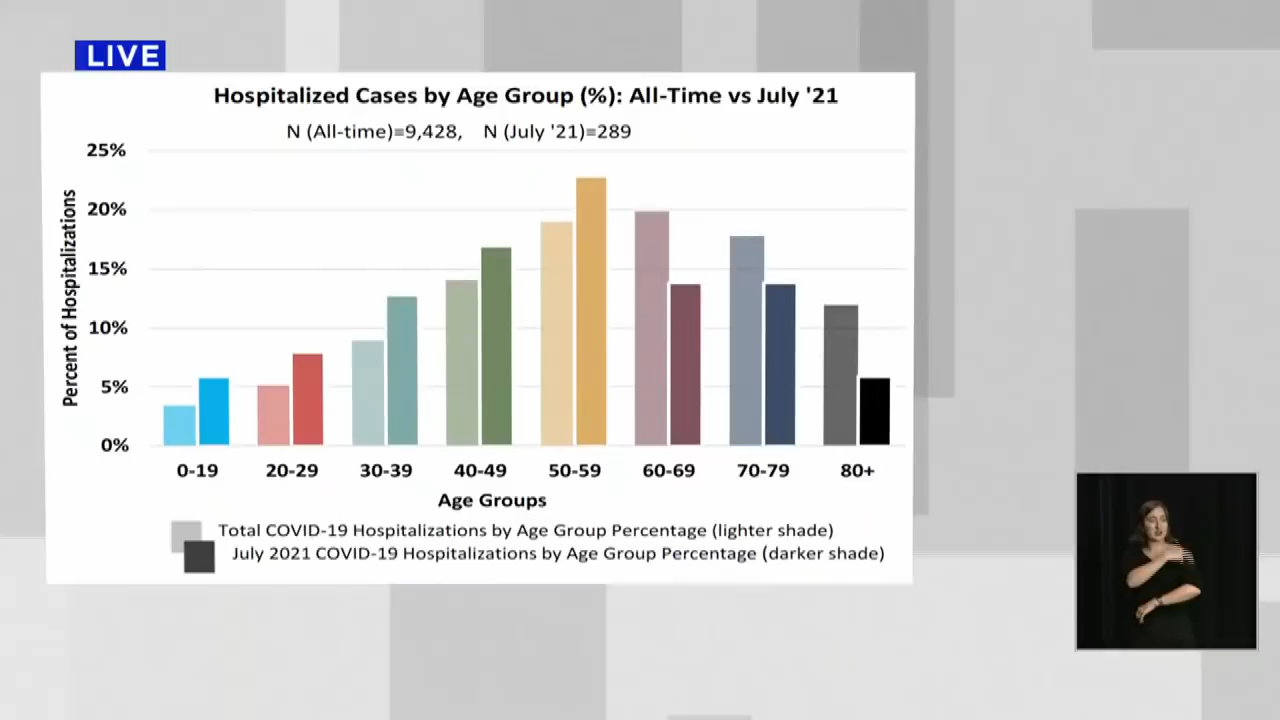 LIVE
Hospitalized Cases by Age Group (%): All-Time vs July '21
N (All-time)=9,428, N (July '21)=289
25%
20%
15%
10%
5%
0%
Percent of Hospitalizations
0-19 20-29 30-39 40-49 50-59 60-69 70-79 80+
Age Groups
Total COVID-19 Hospitalizations by Age Group Percentage (lighter shade)
July 2021 COVID-19 Hospitalizations by Age Group Percentage (darker shade)